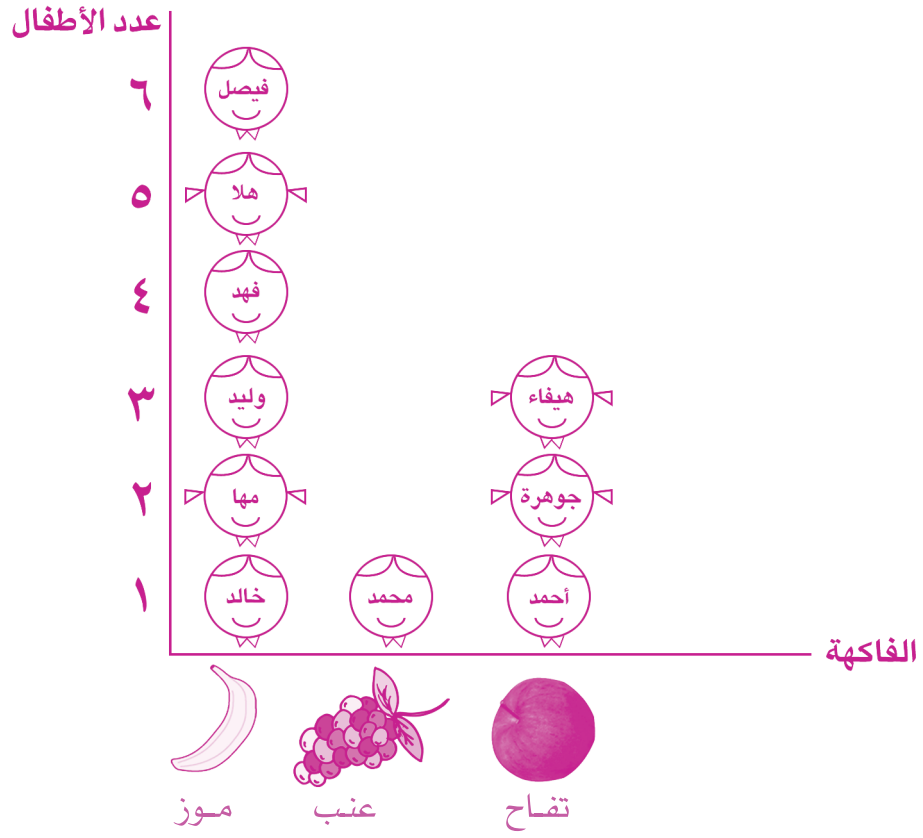 عدد الأطفال
٦ فيصل
٥ هلا
٤ فهد
٣ وليد هيفاء
٢ مها جوهرة
١ خالد محمد أحمد
الفاكهة
موز عنب تفاح